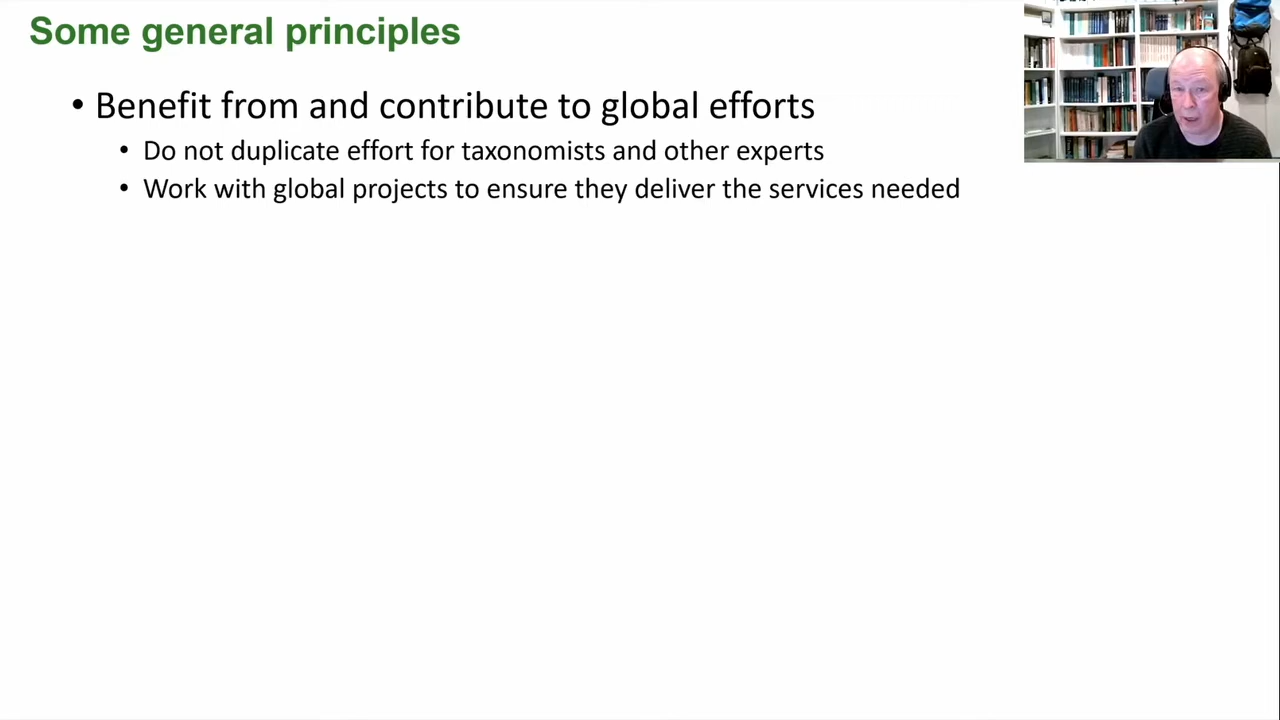 Some general principles
• Benefit from and contribute to global efforts
• Do not duplicate effort for taxonomists and other experts
• Work with global projects to ensure they deliver the services needed